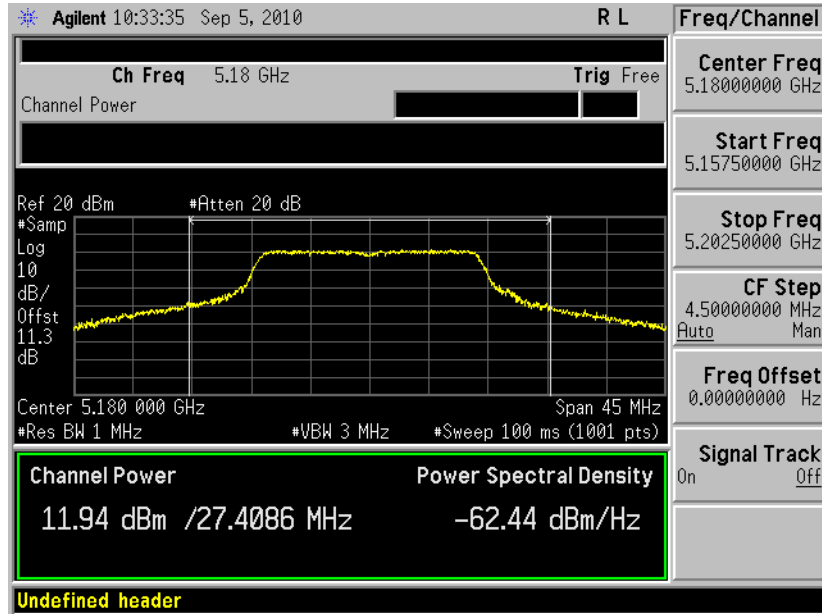 Agilent 10:33:35 Sep 5, 2010 R L
Freq/Channel
Ch Freq 5.18 GHz Trig Free
Channel Power
Ref 20 dBm #Atten 20 dB
#Samp
Log
10
dB/
Offst
11.3
dB
Center 5.180 000 GHz Span 45 MHz
#Res BW 1 MHz #VBW 3 MHz #Sweep 100 ms (1001 pts)
Channel Power Power Spectral Density
11.94 dBm /27.4086 MHz -62.44 dBm/Hz
Undefined header
Center Freq
5.18000000 GHz
Start Freq
5.15750000 GHz
Stop Freq
5.20250000 GHz
CF Step
4.50000000 MHz
Auto Man
Freq Offset
0.00000000 Hz
Signal Track
On Off